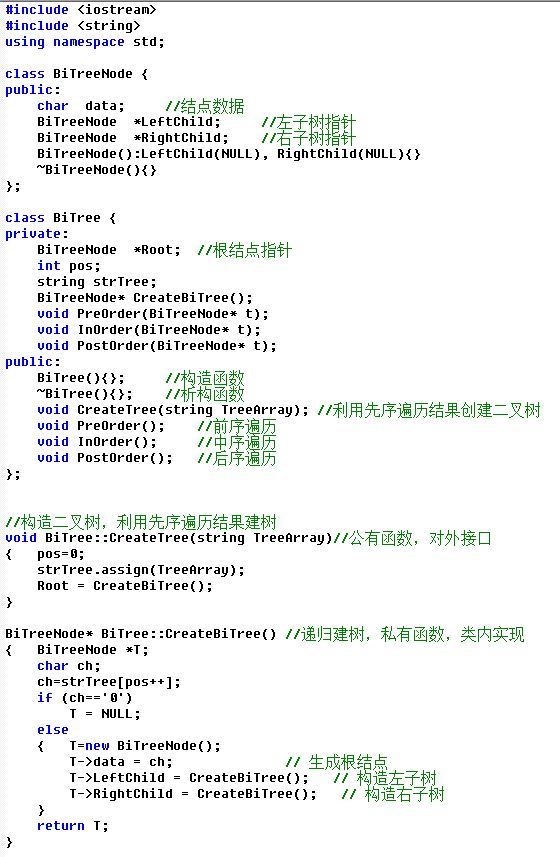 #include <iostream>
#include <string>
using namespace std;

class BiTreeNode {
public:
    char  data;     //结点数据
    BiTreeNode  *LeftChild;     //左子树指针
    BiTreeNode  *RightChild;    //右子树指针
    BiTreeNode():LeftChild(NULL), RightChild(NULL){}
    ~BiTreeNode(){}
};

class BiTree {
private:
    BiTreeNode  *Root;  //根结点指针
    int pos;
    string strTree;
    BiTreeNode* CreateBiTree();
    void PreOrder(BiTreeNode* t);
    void InOrder(BiTreeNode* t);
    void PostOrder(BiTreeNode* t);
public:
    BiTree(){};     //构造函数
    ~BiTree(){};    //析构函数
    void CreateTree(string TreeArray); //利用先序遍历结果创建二叉树
    void PreOrder();   //前序遍历
    void InOrder();    //中序遍历
    void PostOrder();  //后序遍历
};

//构造二叉树，利用先序遍历结果建树
void BiTree::CreateTree(string TreeArray)//公有函数，对外接口
{   pos=0;
    strTree.assign(TreeArray);
    Root = CreateBiTree();
}

BiTreeNode* BiTree::CreateBiTree() //递归建树，私有函数，类内实现
{   BiTreeNode *T;
    char ch;
    ch=strTree[pos++];
    if (ch=='0')
        T = NULL;
    else
    {   T=new BiTreeNode();
        T->data = ch;              // 生成根结点
        T->LeftChild = CreateBiTree();   // 构造左子树
        T->RightChild = CreateBiTree();   // 构造右子树
    }
    return T;
}